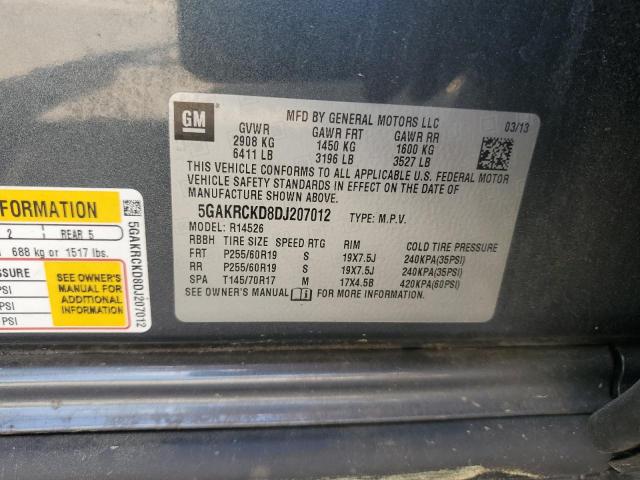 GM
MFD BY GENERAL MOTORS LLC
03/13
GVWR GAWR FRT GAWR RR
2908 KG 1450 KG 1600 KG
6411 LB 3196 LB 3527 LB
THIS VEHICLE CONFORMS TO ALL APPLICABLE U.S. FEDERAL MOTOR
VEHICLE SAFETY STANDARDS IN EFFECT ON THE DATE OF
MANUFACTURE SHOWN ABOVE.
5GAKRCKD8DJ207012 TYPE: M.P.V.
MODEL: R14526
RBBH TIRE SIZE SPEED RTG RIM COLD TIRE PRESSURE
FRT P255/60R19 S 19X7.5J 240KPA(35PSI)
RR P255/60R19 S 19X7.5J 240KPA(35PSI)
SPA T145/70R17 M 17X4.5B 420KPA(60PSI)
SEE OWNER'S MANUAL FOR MORE INFORMATION.
FORMATION
2 REAR 5
688 kg or 1517 lbs.
SSURE
SEE OWNER'S
MANUAL FOR
ADDITIONAL
INFORMATION
PSI
PSI
PSI
5GAKRCKD8DJ207012